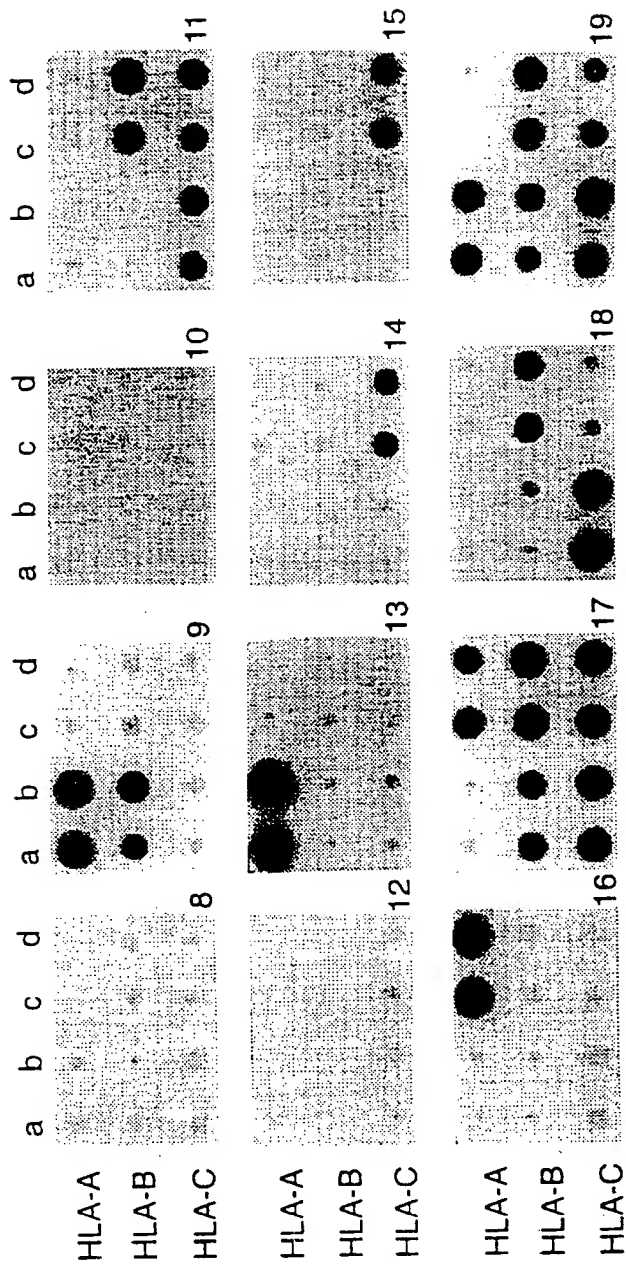 a b c d a b c d a b c d a b c d
HLA-A
HLA-B
HLA-C
8 9 10 11
HLA-A
HLA-B
HLA-C
12 13 14 15
HLA-A
HLA-B
HLA-C
16 17 18 19